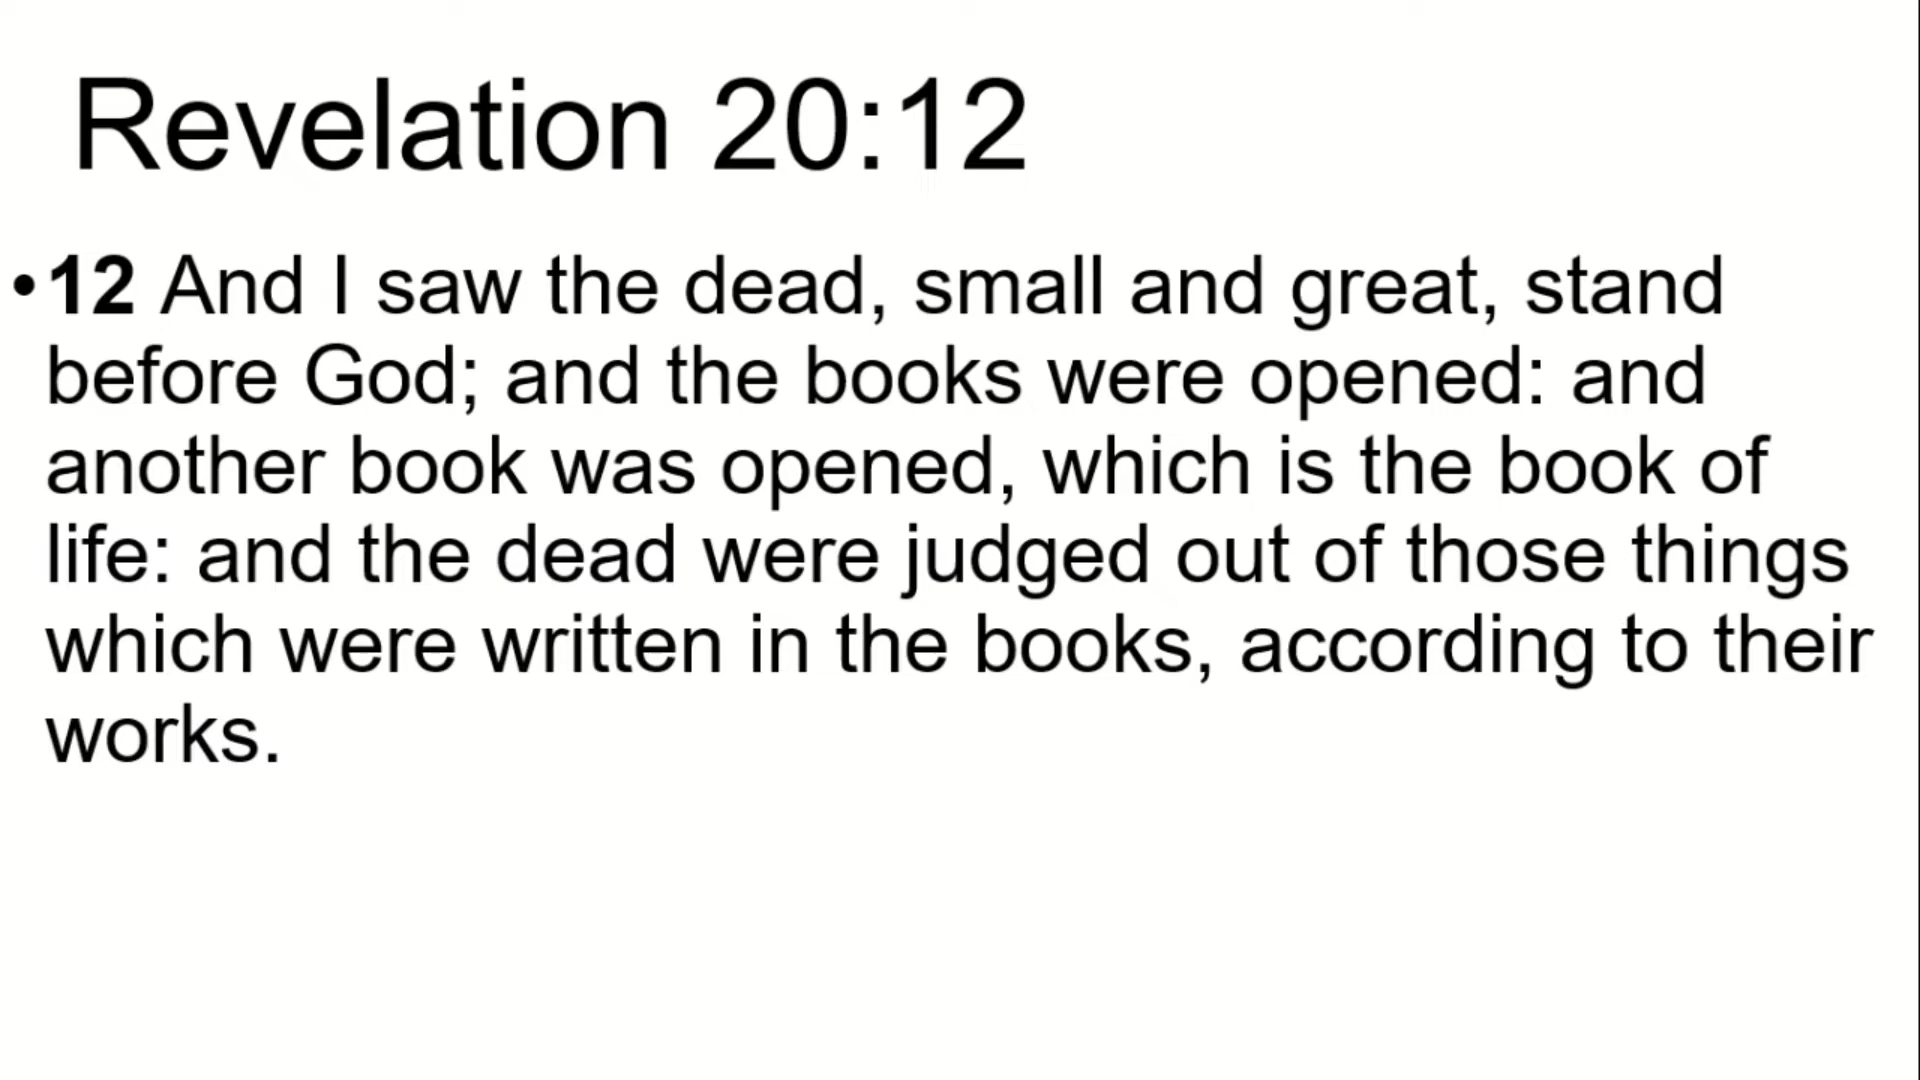 Revelation 20:12
•12 And I saw the dead, small and great, stand
before God; and the books were opened: and
another book was opened, which is the book of
life: and the dead were judged out of those things
which were written in the books, according to their
works.